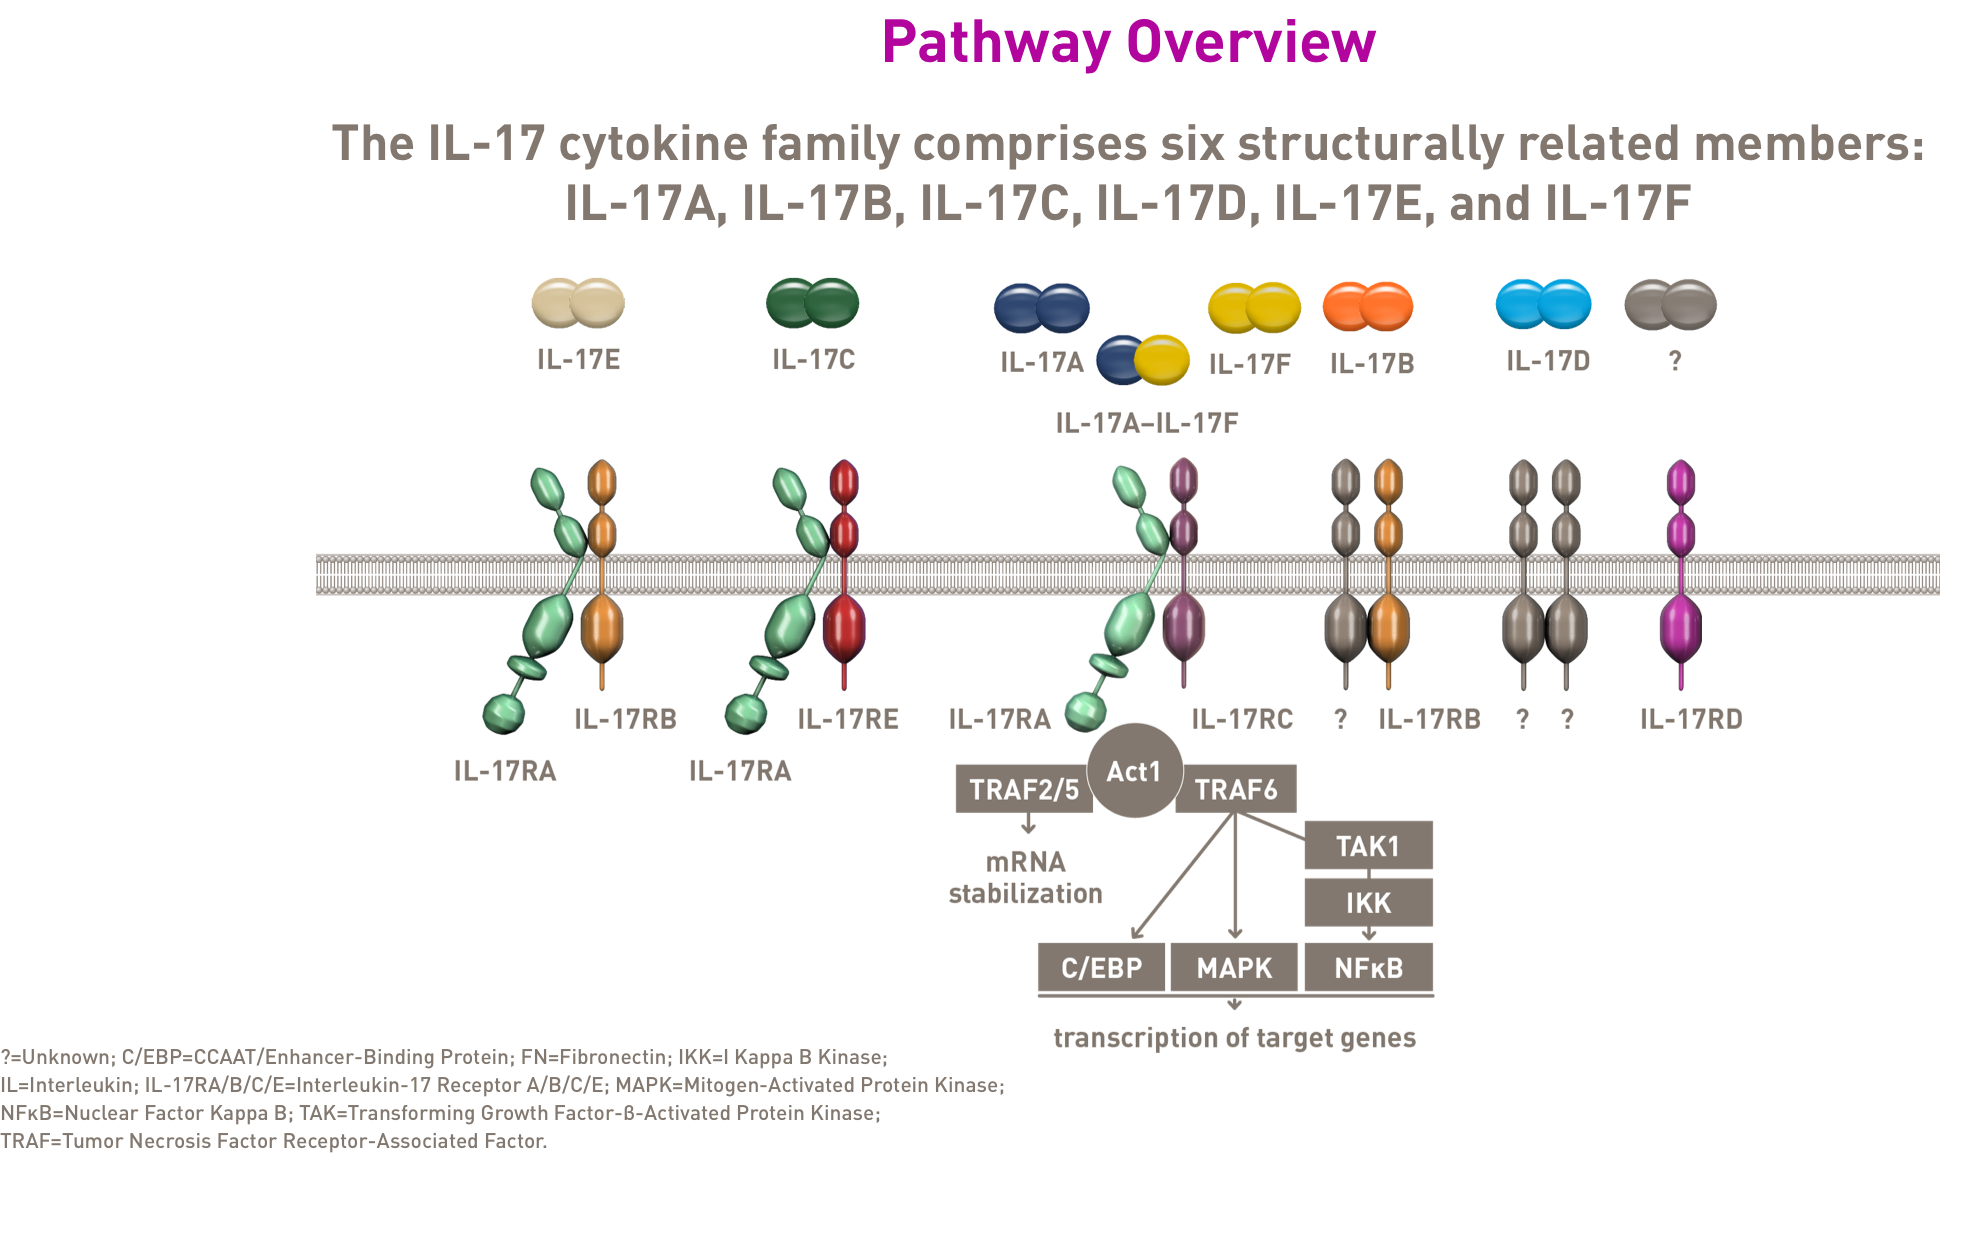 Pathway Overview
The IL-17 cytokine family comprises six structurally related members:
IL-17A, IL-17B, IL-17C, IL-17D, IL-17E, and IL-17F
IL-17E
IL-17C
IL-17A
IL-17F
IL-17B
IL-17D
?
IL-17A–IL-17F
IL-17RB
IL-17RE
IL-17RA
IL-17RC
?
IL-17RB
?
?
IL-17RD
IL-17RA
IL-17RA
Act1
TRAF2/5
TRAF6
mRNA
stabilization
TAK1
IKK
C/EBP
MAPK
NFκB
transcription of target genes
?=Unknown; C/EBP=CCAAT/Enhancer-Binding Protein; FN=Fibronectin; IKK=I Kappa B Kinase;
IL=Interleukin; IL-17RA/B/C/E=Interleukin-17 Receptor A/B/C/E; MAPK=Mitogen-Activated Protein Kinase;
NFκB=Nuclear Factor Kappa B; TAK=Transforming Growth Factor-ß-Activated Protein Kinase;
TRAF=Tumor Necrosis Factor Receptor-Associated Factor.